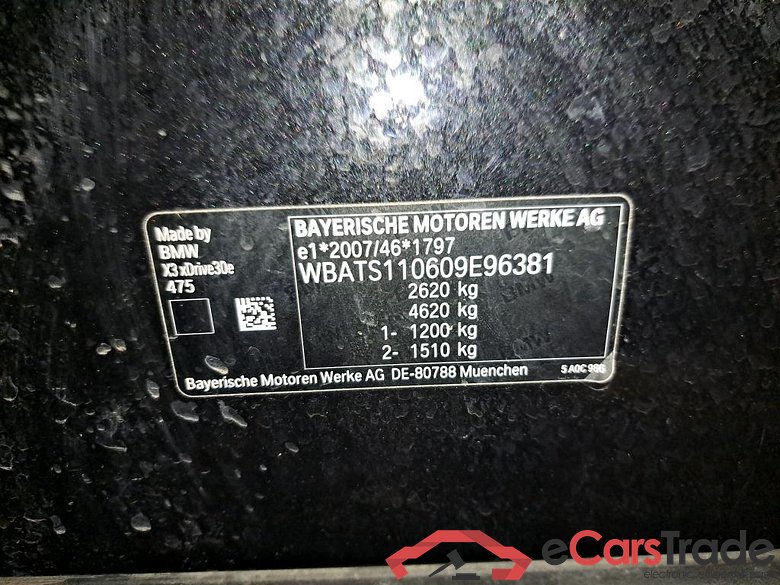 Made by
BMW
X3 xDrive30e
475
BAYERISCHE MOTOREN WERKE AG
e1*2007/46*1797
WBATS110609E96381
2620 kg
4620 kg
1- 1200 kg
2- 1510 kg
Bayerische Motoren Werke AG DE-80788 Muenchen
eCarsTrade